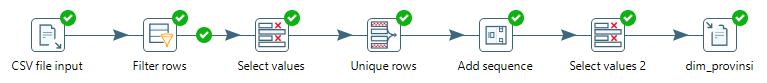 CSV file input
Filter rows
Select values
Unique rows
Add sequence
Select values 2
dim_provinsi